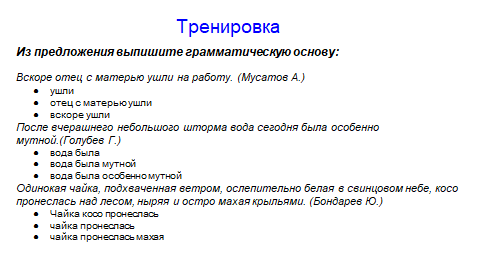 Тренировка
Из предложения выпишите грамматическую основу:
Вскоре отец с матерью ушли на работу. (Мусатов А.)
● ушли
● отец с матерью ушли
● вскоре ушли
После вчерашнего небольшого шторма вода сегодня была особенно
мутной.(Голубев Г.)
● вода была
● вода была мутной
● вода была особенно мутной
Одинокая чайка, подхваченная ветром, ослепительно белая в свинцовом небе, косо
пронеслась над лесом, ныряя и остро махая крыльями. (Бондарев Ю.)
● Чайка косо пронеслась
● чайка пронеслась
● чайка пронеслась махая